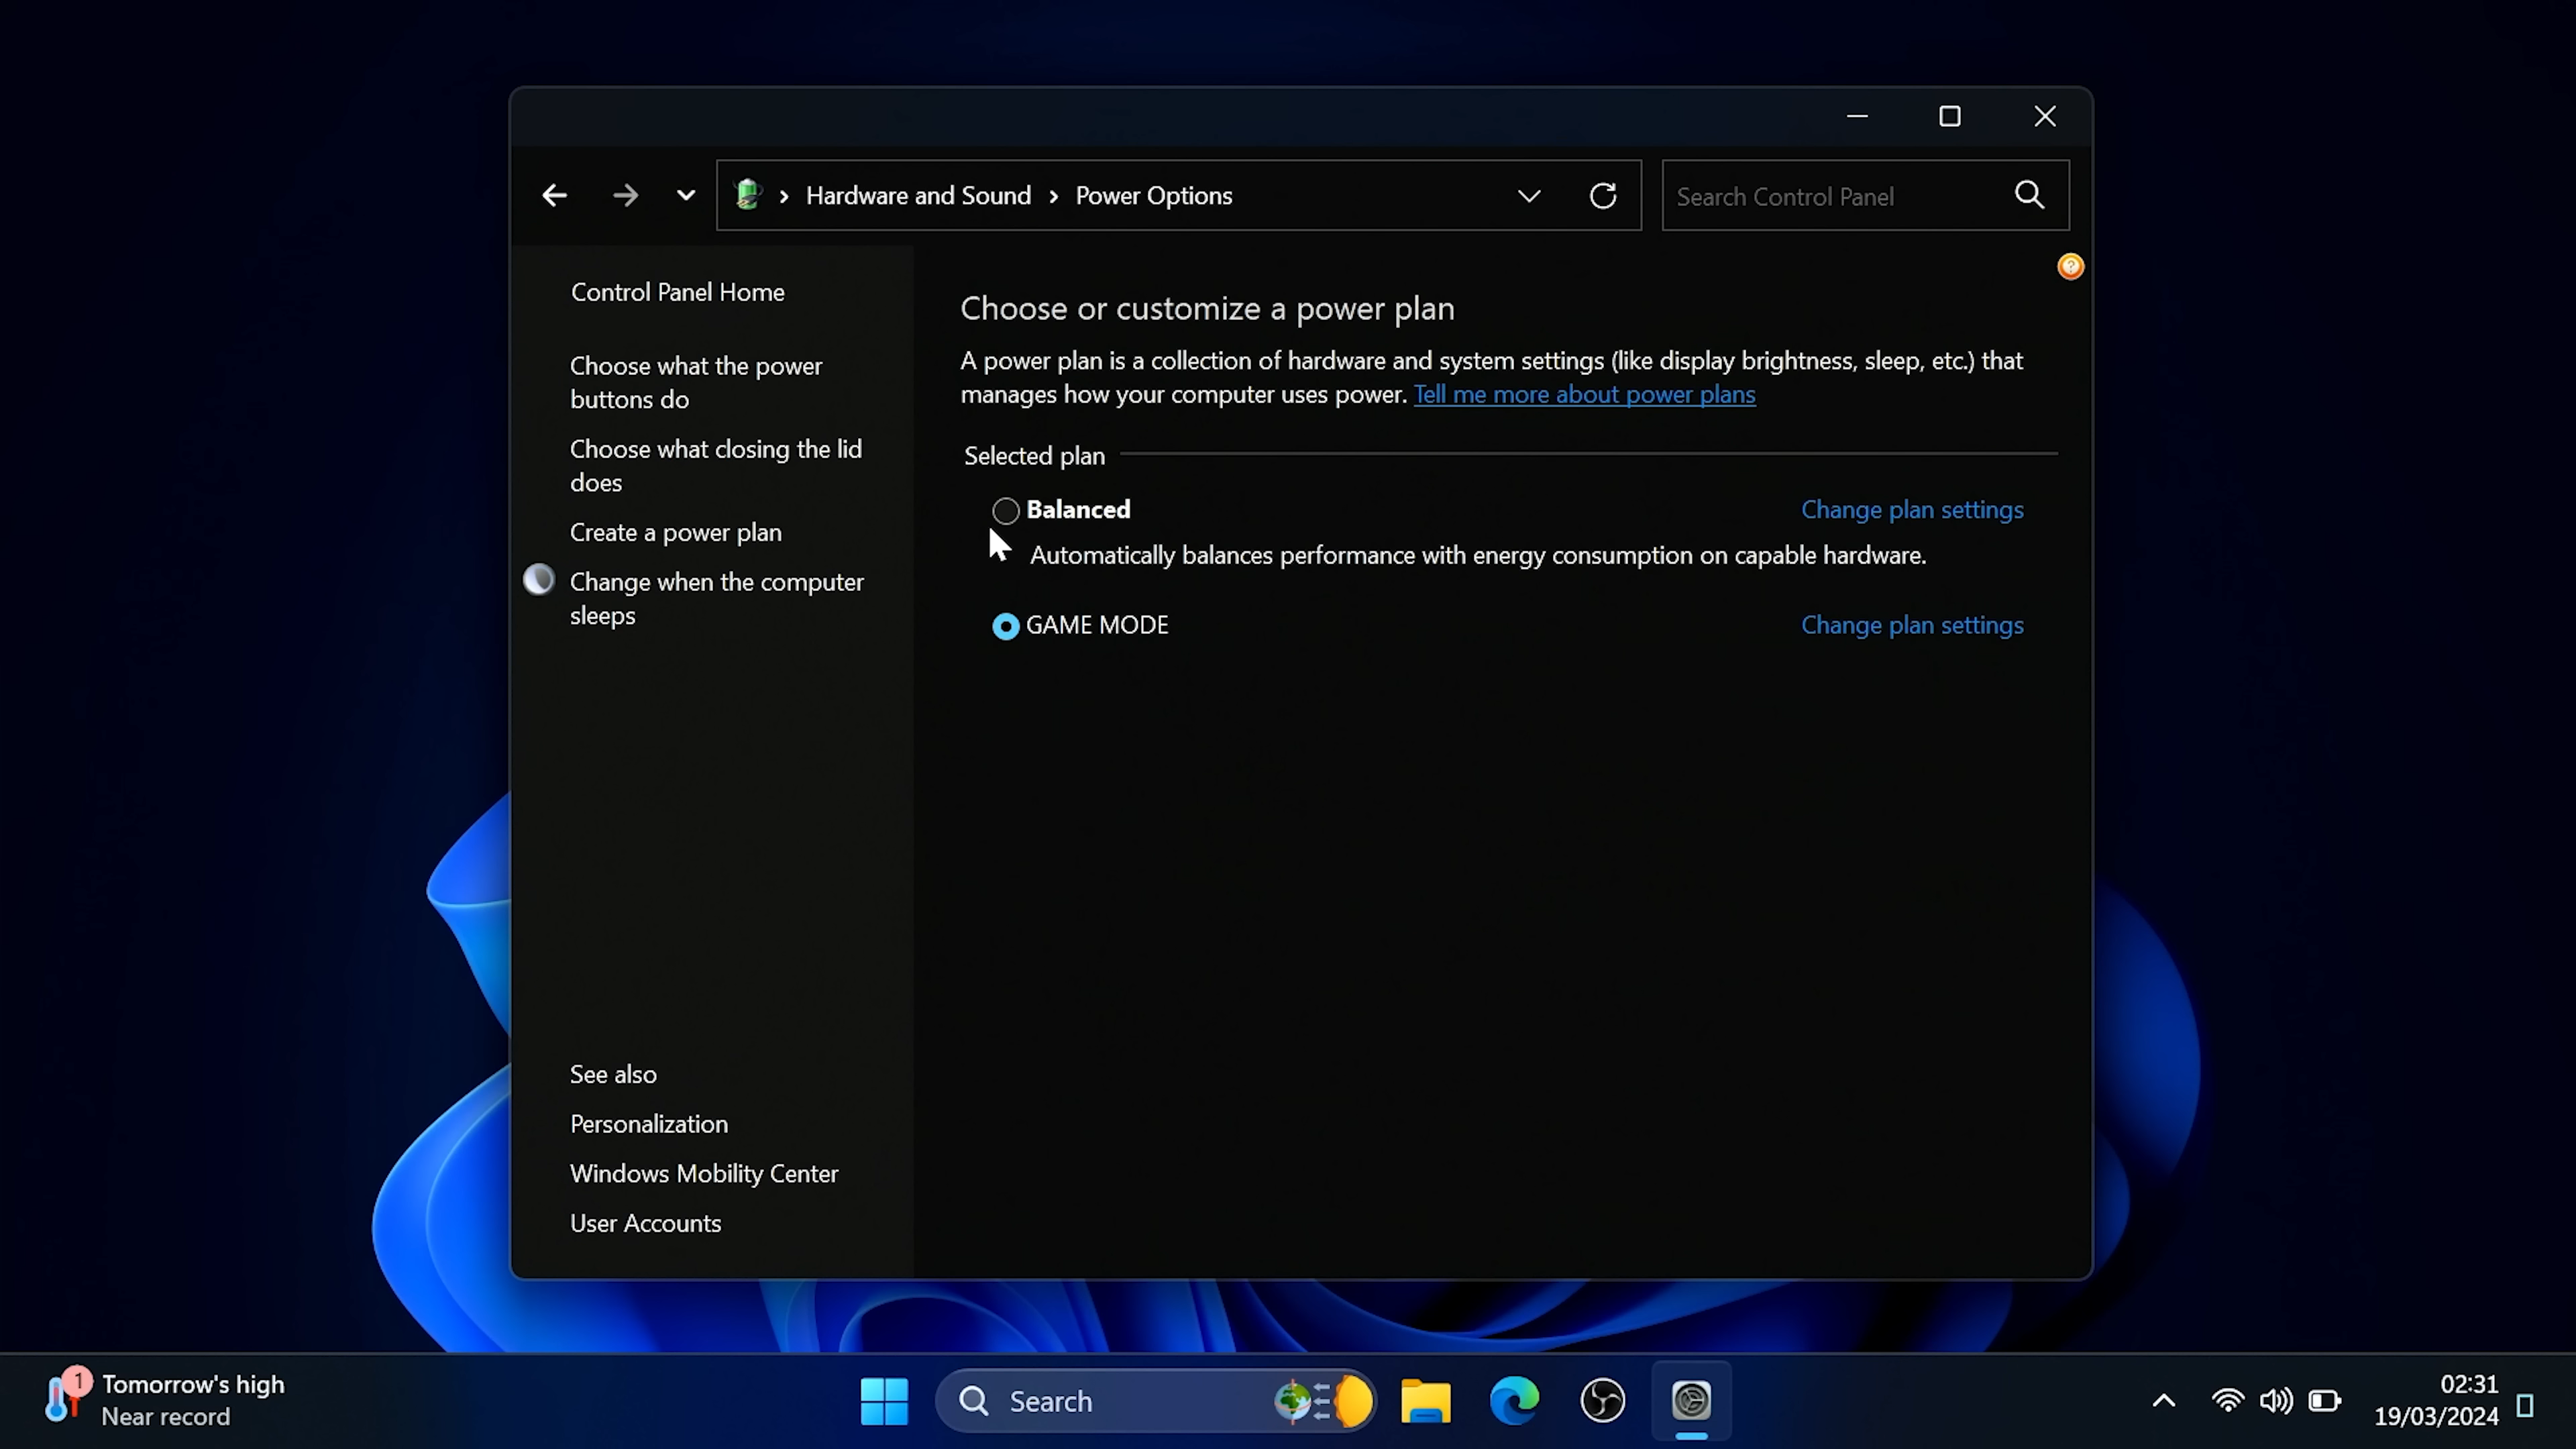 Hardware and Sound › Power Options
Search Control Panel
Control Panel Home
Choose what the power
buttons do
Choose what closing the lid
does
Create a power plan
Change when the computer
sleeps
See also
Personalization
Windows Mobility Center
User Accounts
Choose or customize a power plan
A power plan is a collection of hardware and system settings (like display brightness, sleep, etc.) that
manages how your computer uses power. Tell me more about power plans
Selected plan
Balanced Change plan settings
Automatically balances performance with energy consumption on capable hardware.
GAME MODE Change plan settings
1
Tomorrow's high
Near record
Search
02:31
19/03/2024